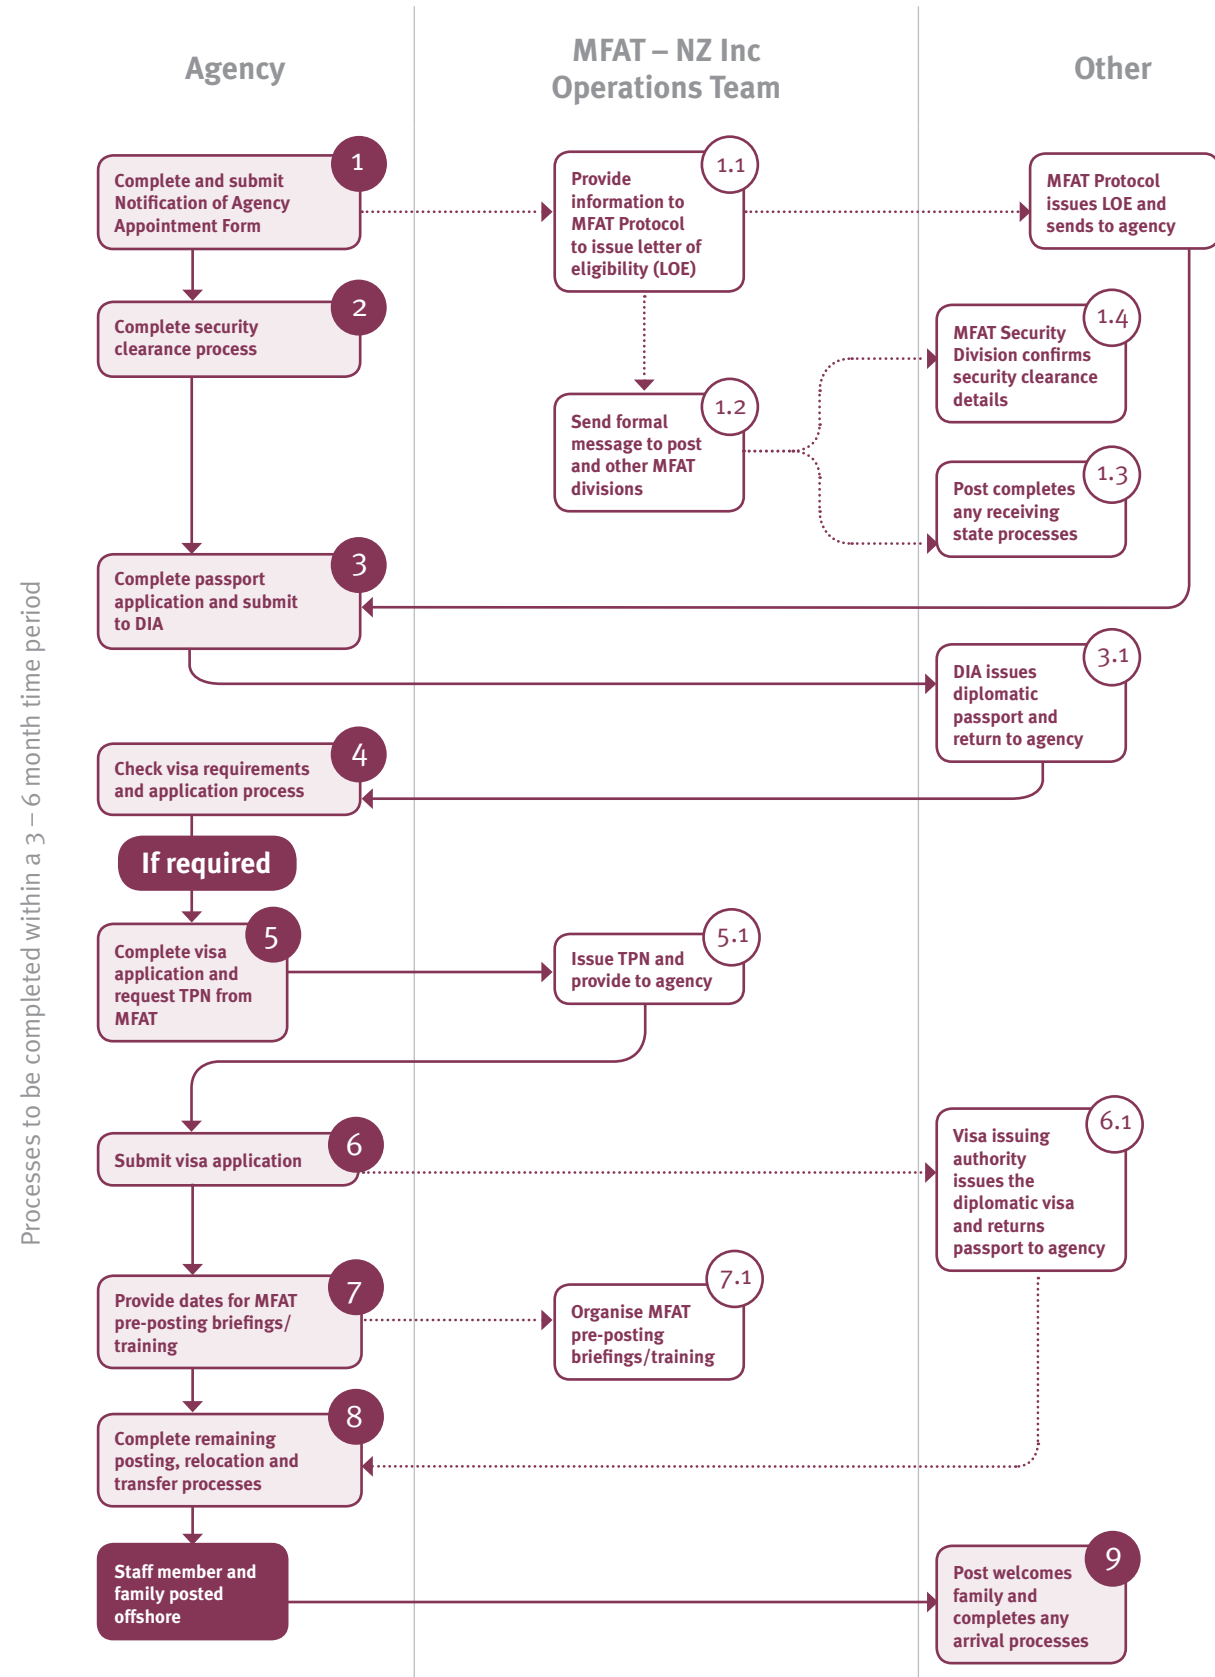 Agency
MFAT – NZ Inc
Operations Team
Other
Processes to be completed within a 3 – 6 month time period
1
Complete and submit
Notification of Agency
Appointment Form
1.1
Provide
information to
MFAT Protocol
to issue letter of
eligibility (LOE)
MFAT Protocol
issues LOE and
sends to agency
2
Complete security
clearance process
1.2
Send formal
message to post
and other MFAT
divisions
1.4
MFAT Security
Division confirms
security clearance
details
1.3
Post completes
any receiving
state processes
3
Complete passport
application and submit
to DIA
3.1
DIA issues
diplomatic
passport and
return to agency
4
Check visa requirements
and application process
If required
5
Complete visa
application and
request TPN from
MFAT
5.1
Issue TPN and
provide to agency
6
Submit visa application
6.1
Visa issuing
authority
issues the
diplomatic visa
and returns
passport to agency
7
Provide dates for MFAT
pre-posting briefings/
training
7.1
Organise MFAT
pre-posting
briefings/training
8
Complete remaining
posting, relocation and
transfer processes
Staff member and
family posted
offshore
9
Post welcomes
family and
completes any
arrival processes